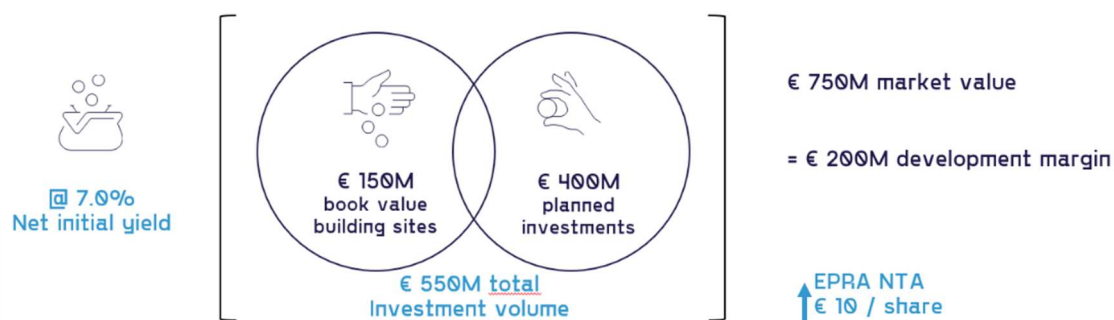 @ 7.0%
Net initial yield
€ 150M
book value
building sites
€ 400M
planned
investments
€ 550M total
Investment volume
€ 750M market value
= € 200M development margin
EPRA NTA
€ 10 / share